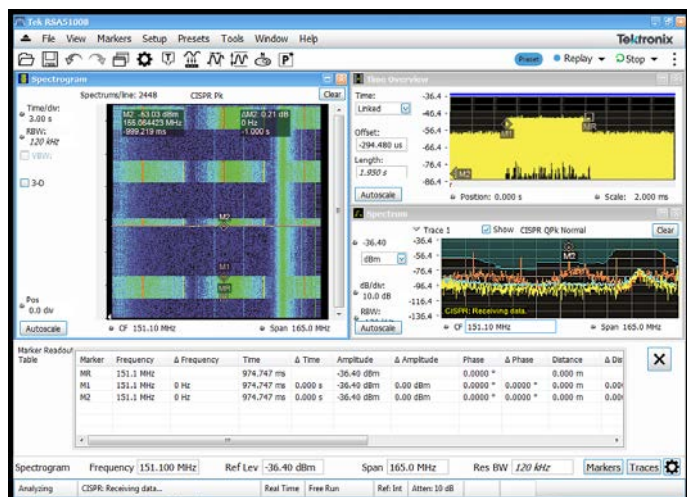 Tek RSA5100B
File View Markers Setup Presets Tools Window Help
Tektronix
Preset Replay Stop
Spectrogram
Spectrums/line: 2448 CISPR Pk Clear
Time/div:
3.00 s
RBW:
120 kHz
VBW:
3-D
Pos
0.0 div
Autoscale
M2: -53.03 dBm
155.064423 MHz
-999.219 ms
ΔM2: 0.21 dB
0 Hz
-1.000 s
M2
M1
MR
CF 151.10 MHz Span 165.0 MHz
Time Overview
Time:
Linked
Offset:
-294.480 us
Length:
1.950 s
Autoscale
-36.4
-46.4
-56.4
-66.4
-76.4
-86.4
M1
MR
M2
Position: 0.000 s Scale: 2.000 ms
Spectrum
Trace 1 Show CISPR QPk Normal Clear
-36.40
dBm
dB/div:
10.0 dB
RBW:
Autoscale
-36.4
-56.4
-76.4
-96.4
-116.4
-136.4
M2
CISPR: Receiving data.
CF 151.10 MHz Span 165.0 MHz
Marker Readout
Table
Marker Frequency Δ Frequency Time Δ Time Amplitude Δ Amplitude Phase Δ Phase Distance Δ Dis
MR 151.1 MHz 974.747 ms -36.40 dBm 0.0000 ° 0.000 m
M1 151.1 MHz 0 Hz 974.747 ms 0.000 s -36.40 dBm 0.00 dBm 0.0000 ° 0.0000 ° 0.000 m 0.000
M2 151.1 MHz 0 Hz 974.747 ms 0.000 s -36.40 dBm 0.00 dBm 0.0000 ° 0.0000 ° 0.000 m 0.000
Spectrogram Frequency 151.100 MHz Ref Lev -36.40 dBm Span 165.0 MHz Res BW 120 kHz Markers Traces
Analyzing CISPR: Receiving data... Real Time Free Run Ref: Int Atten: 10 dB